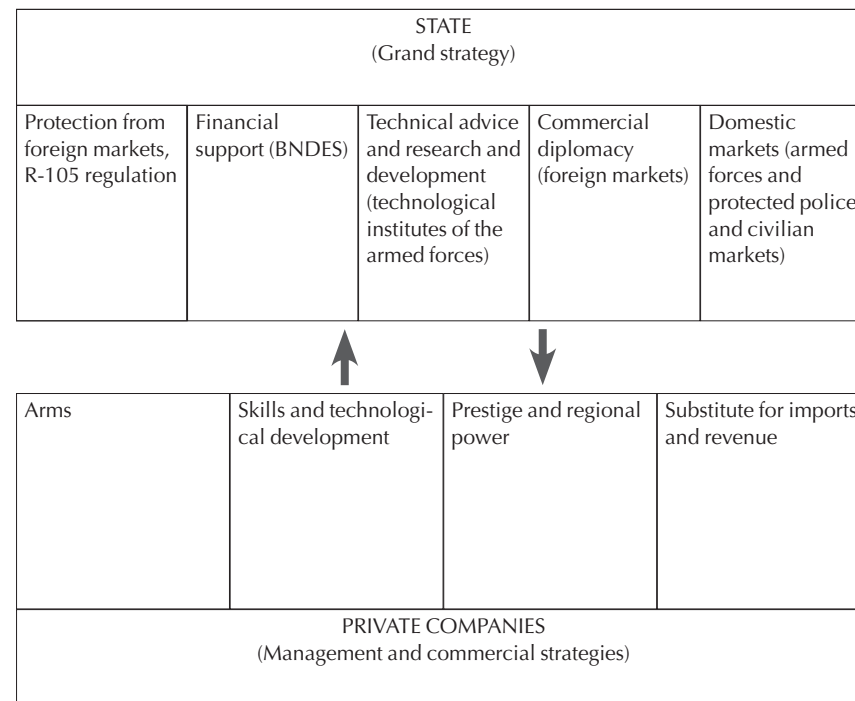 STATE
(Grand strategy)
Protection from
foreign markets,
R-105 regulation
Financial
support (BNDES)
Technical advice
and research and
development
(technological
institutes of the
armed forces)
Commercial
diplomacy
(foreign markets)
Domestic
markets (armed
forces and
protected police
and civilian
markets)
Arms
Skills and technologi-
cal development
Prestige and regional
power
Substitute for imports
and revenue
PRIVATE COMPANIES
(Management and commercial strategies)